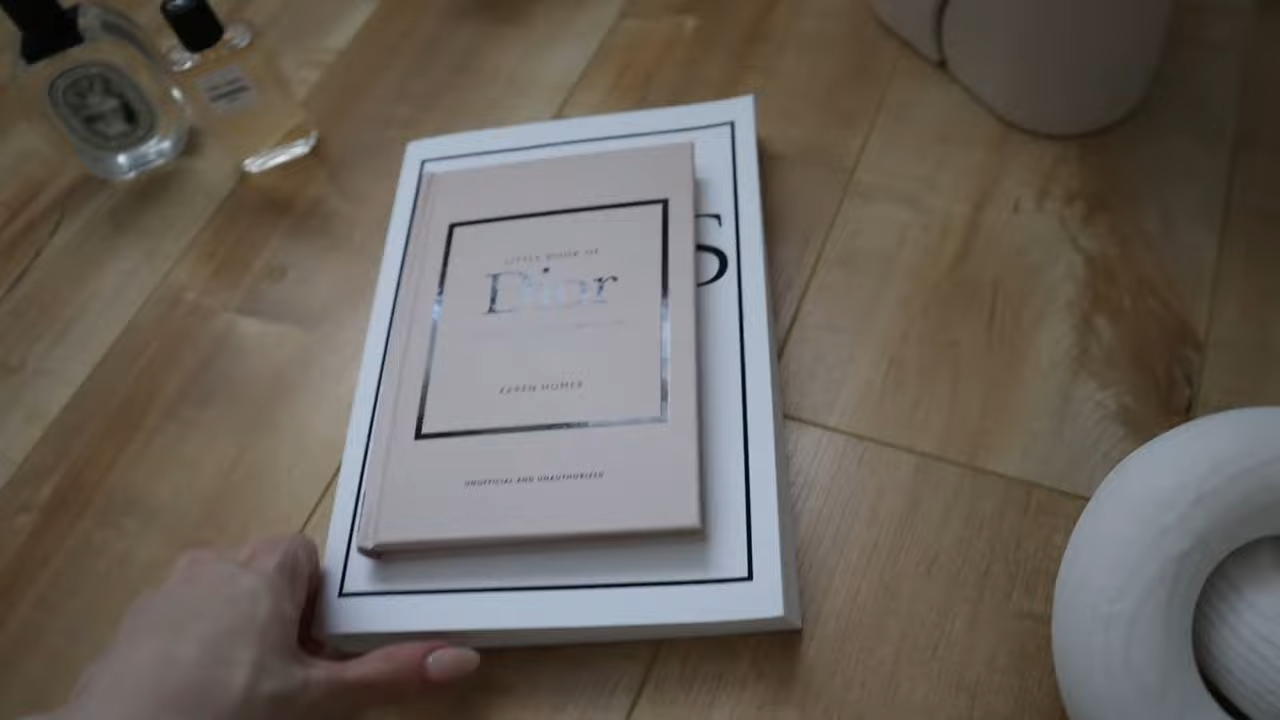 LITTLE BOOK OF
Dior
KAREN HOMER
UNOFFICIAL AND UNAUTHORIZED
S